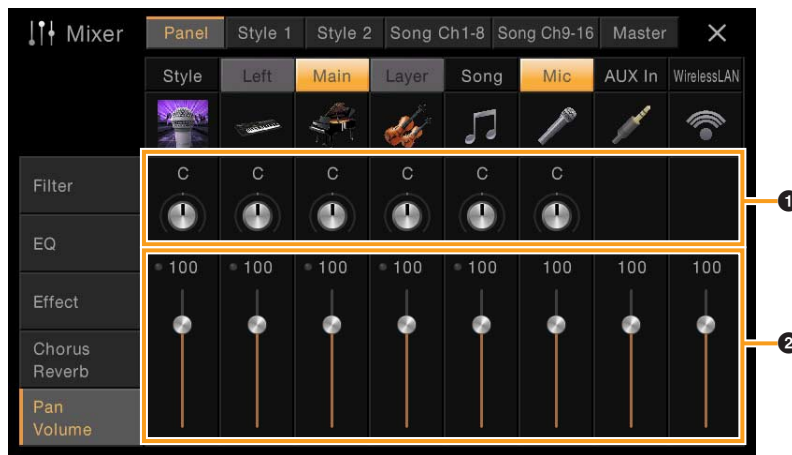 Mixer Panel Style 1 Style 2 Song Ch1-8 Song Ch9-16 Master ×
Style Left Main Layer Song Mic AUX In WirelessLAN
Filter
C C C C C C
1
EQ
100 100 100 100 100 100 100 100
Effect
2
Chorus
Reverb
Pan
Volume